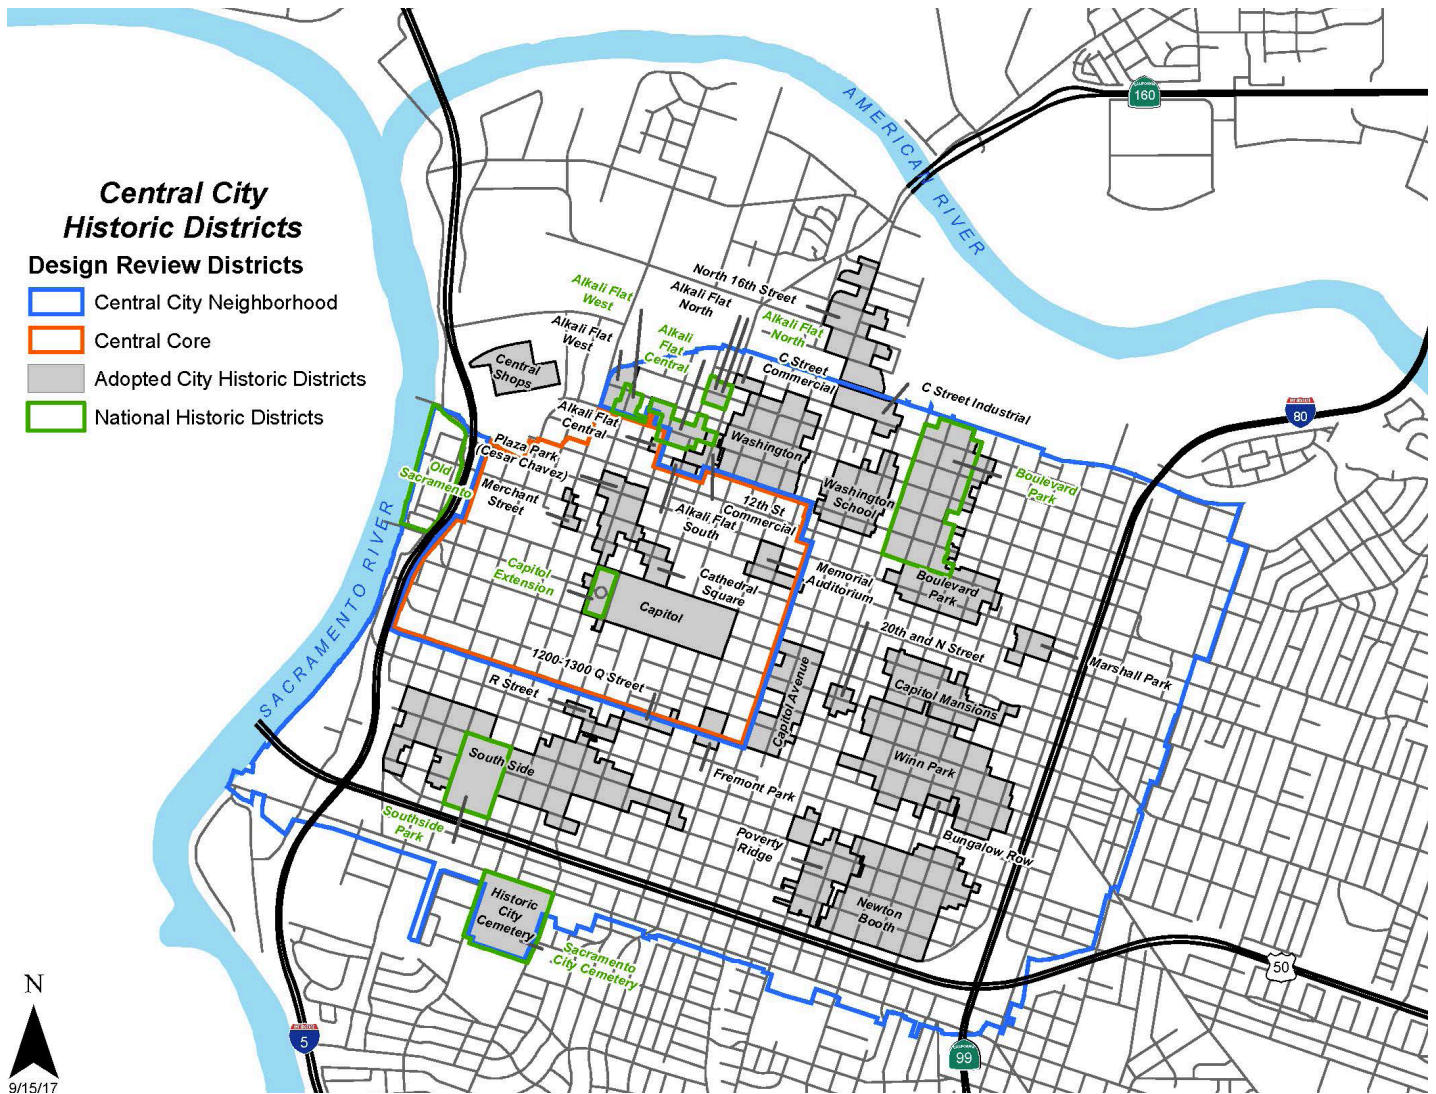 Central City
Historic Districts
Design Review Districts
Central City Neighborhood
Central Core
Adopted City Historic Districts
National Historic Districts
AMERICAN RIVER
CALIFORNIA
160
North 16th Street
Alkali Flat
West
Alkali Flat
North
Alkali Flat
North
Alkali Flat
West
Alkali
Flat
Central
C Street
Commercial
C Street Industrial
Central
Shops
INTERSTATE
80
Alkali Flat
Central
Plaza Park
(Cesar Chavez)
Washington
Old
Sacramento
Merchant
Street
Washington
School
Boulevard
Park
12th St
Commercial
Alkali Flat
South
SACRAMENTO RIVER
Capitol
Extension
Cathedral
Square
Memorial
Auditorium
Boulevard
Park
Capitol
20th and N Street
Marshall Park
1200-1300 Q Street
R Street
Capitol Avenue
Capitol Mansions
South Side
Winn Park
Fremont Park
Southside
Park
Poverty
Ridge
Bungalow Row
Historic
City
Cemetery
Newton
Booth
Sacramento
City Cemetery
50
N
INTERSTATE
5
CALIFORNIA
99
9/15/17